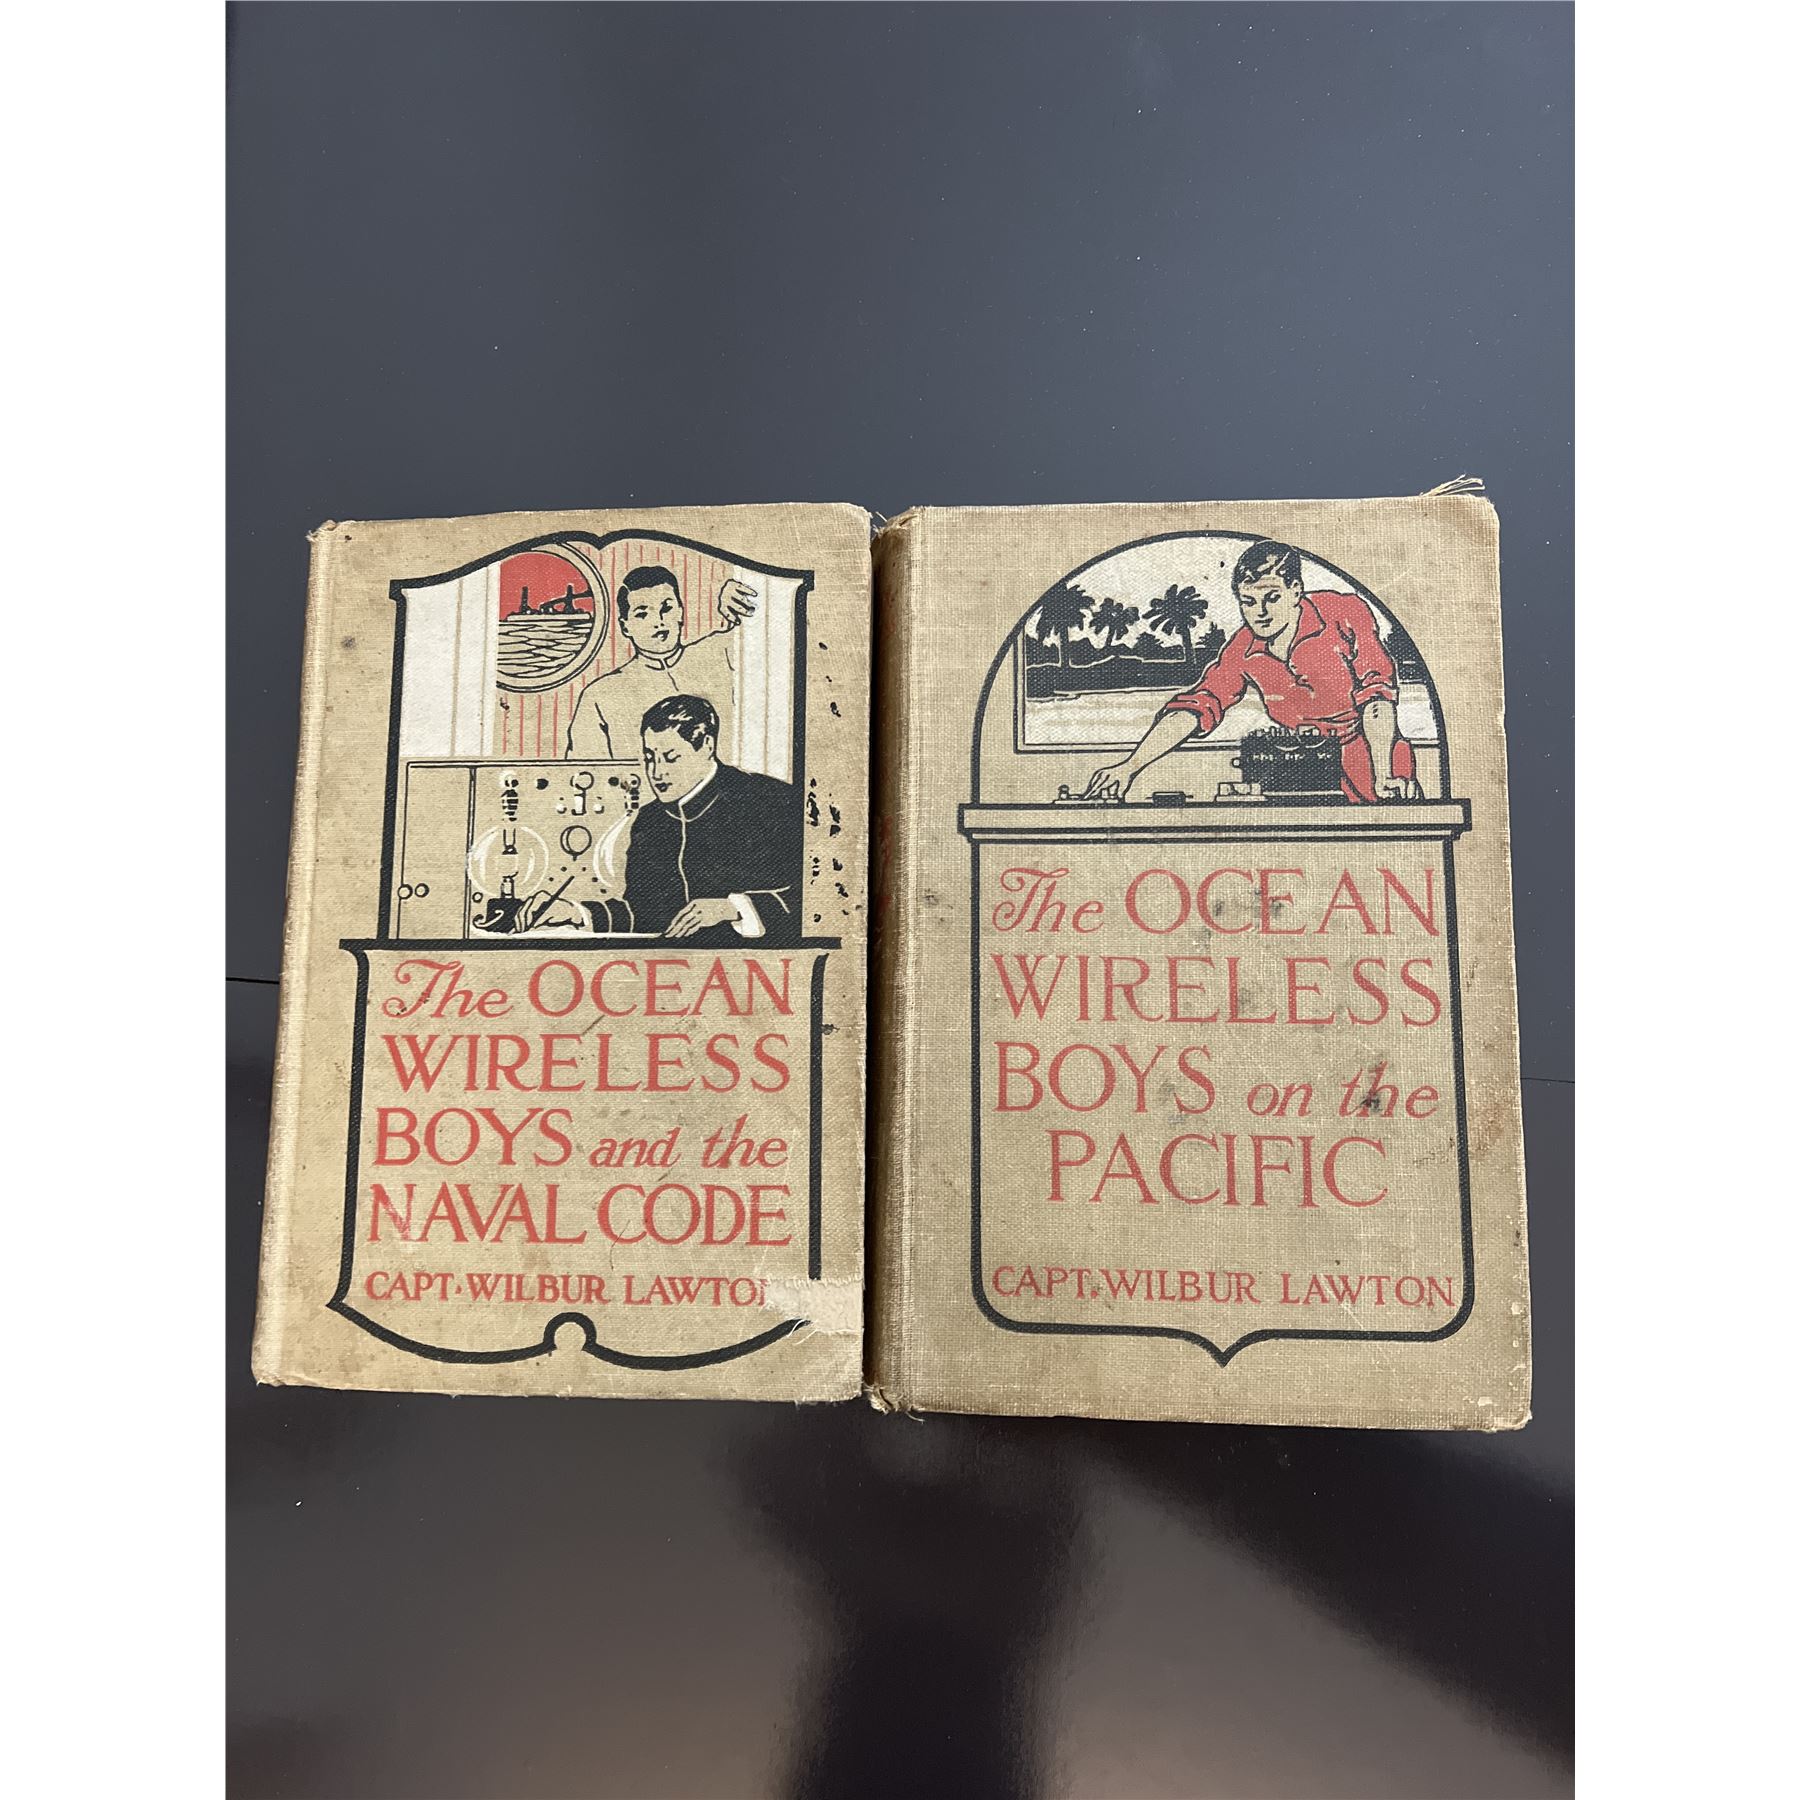 The OCEAN
WIRELESS
BOYS and the
NAVAL CODE
CAPT. WILBUR LAWTON
The OCEAN
WIRELESS
BOYS on the
PACIFIC
CAPT. WILBUR LAWTON